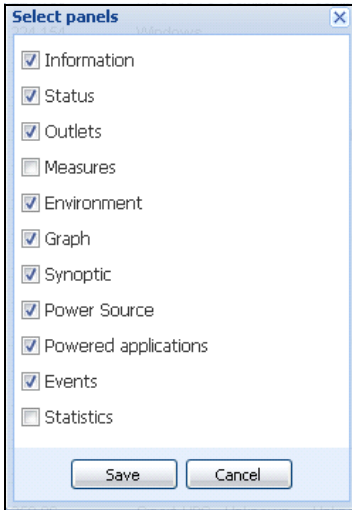 Select panels
Information
Status
Outlets
Measures
Environment
Graph
Synoptic
Power Source
Powered applications
Events
Statistics
Save
Cancel